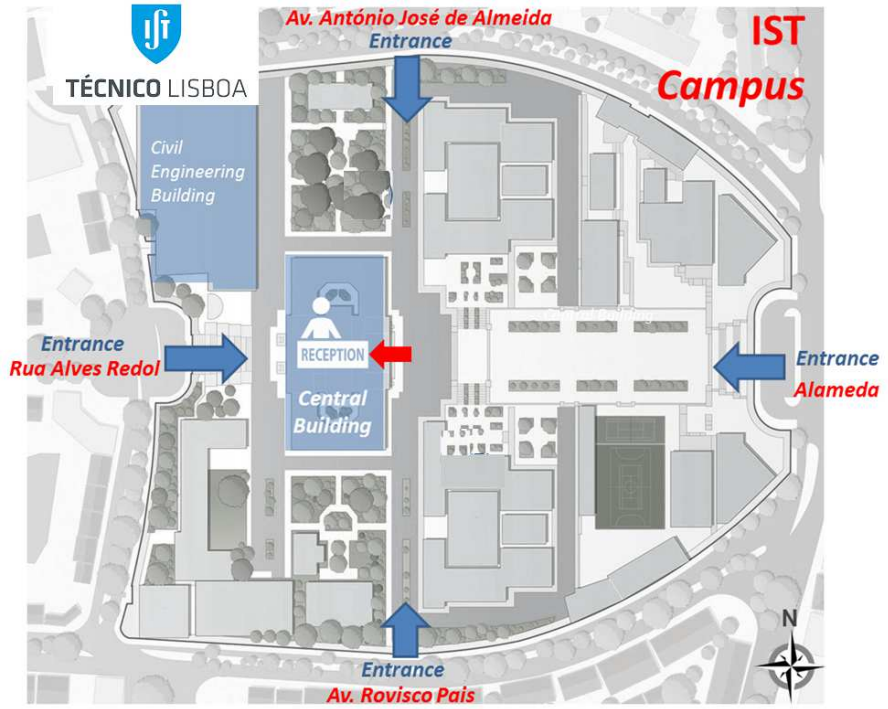 Av. António José de Almeida
Entrance
IST
Campus
TÉCNICO LISBOA
Civil
Engineering
Building
Entrance
Rua Alves Redol
RECEPTION
Central
Building
Entrance
Alameda
N
Entrance
Av. Rovisco Pais